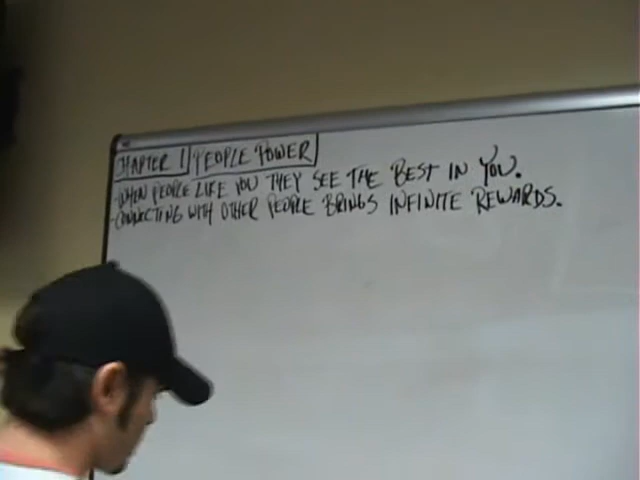 CHAPTER 1 PEOPLE POWER
-WHEN PEOPLE LIKE YOU THEY SEE THE BEST IN YOU.
-CONNECTING WITH OTHER PEOPLE BRINGS INFINITE REWARDS.